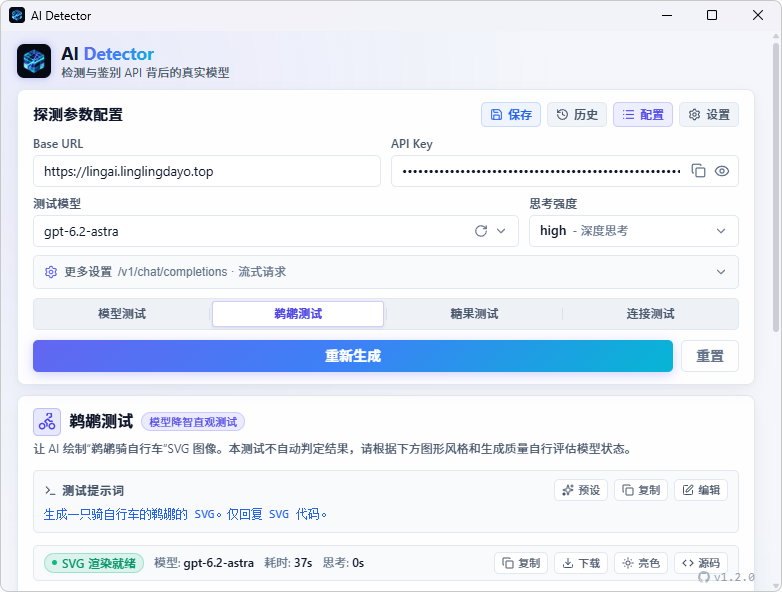 AI Detector
AI Detector
检测与鉴别 API 背后的真实模型
探测参数配置
保存
历史
配置
设置
Base URL
API Key
https://lingai.linglingdayo.top
••••••••••••••••••••••••••••••••••••••••••••••••••
测试模型
思考强度
gpt-6.2-astra
high - 深度思考
更多设置 /v1/chat/completions · 流式请求
模型测试
鹈鹕测试
糖果测试
连接测试
重新生成
重置
鹈鹕测试 模型降智直观测试
让 AI 绘制“鹈鹕骑自行车”SVG 图像。本测试不自动判定结果，请根据下方图形风格和生成质量自行评估模型状态。
测试提示词
预设
复制
编辑
生成一只骑自行车的鹈鹕的 SVG。仅回复 SVG 代码。
SVG 渲染就绪 模型: gpt-6.2-astra 耗时: 37s 思考: 0s
复制
下载
亮色
源码
v1.2.0